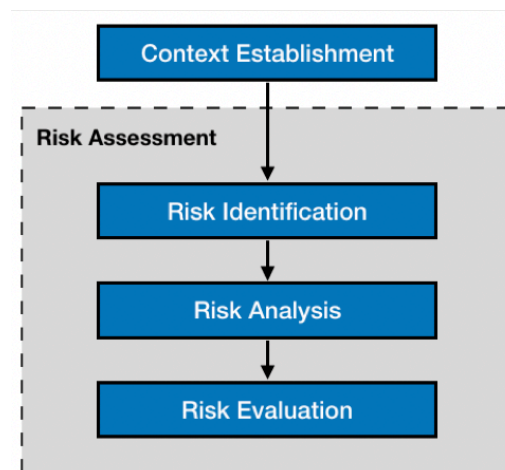 Context Establishment
Risk Assessment
Risk Identification
Risk Analysis
Risk Evaluation